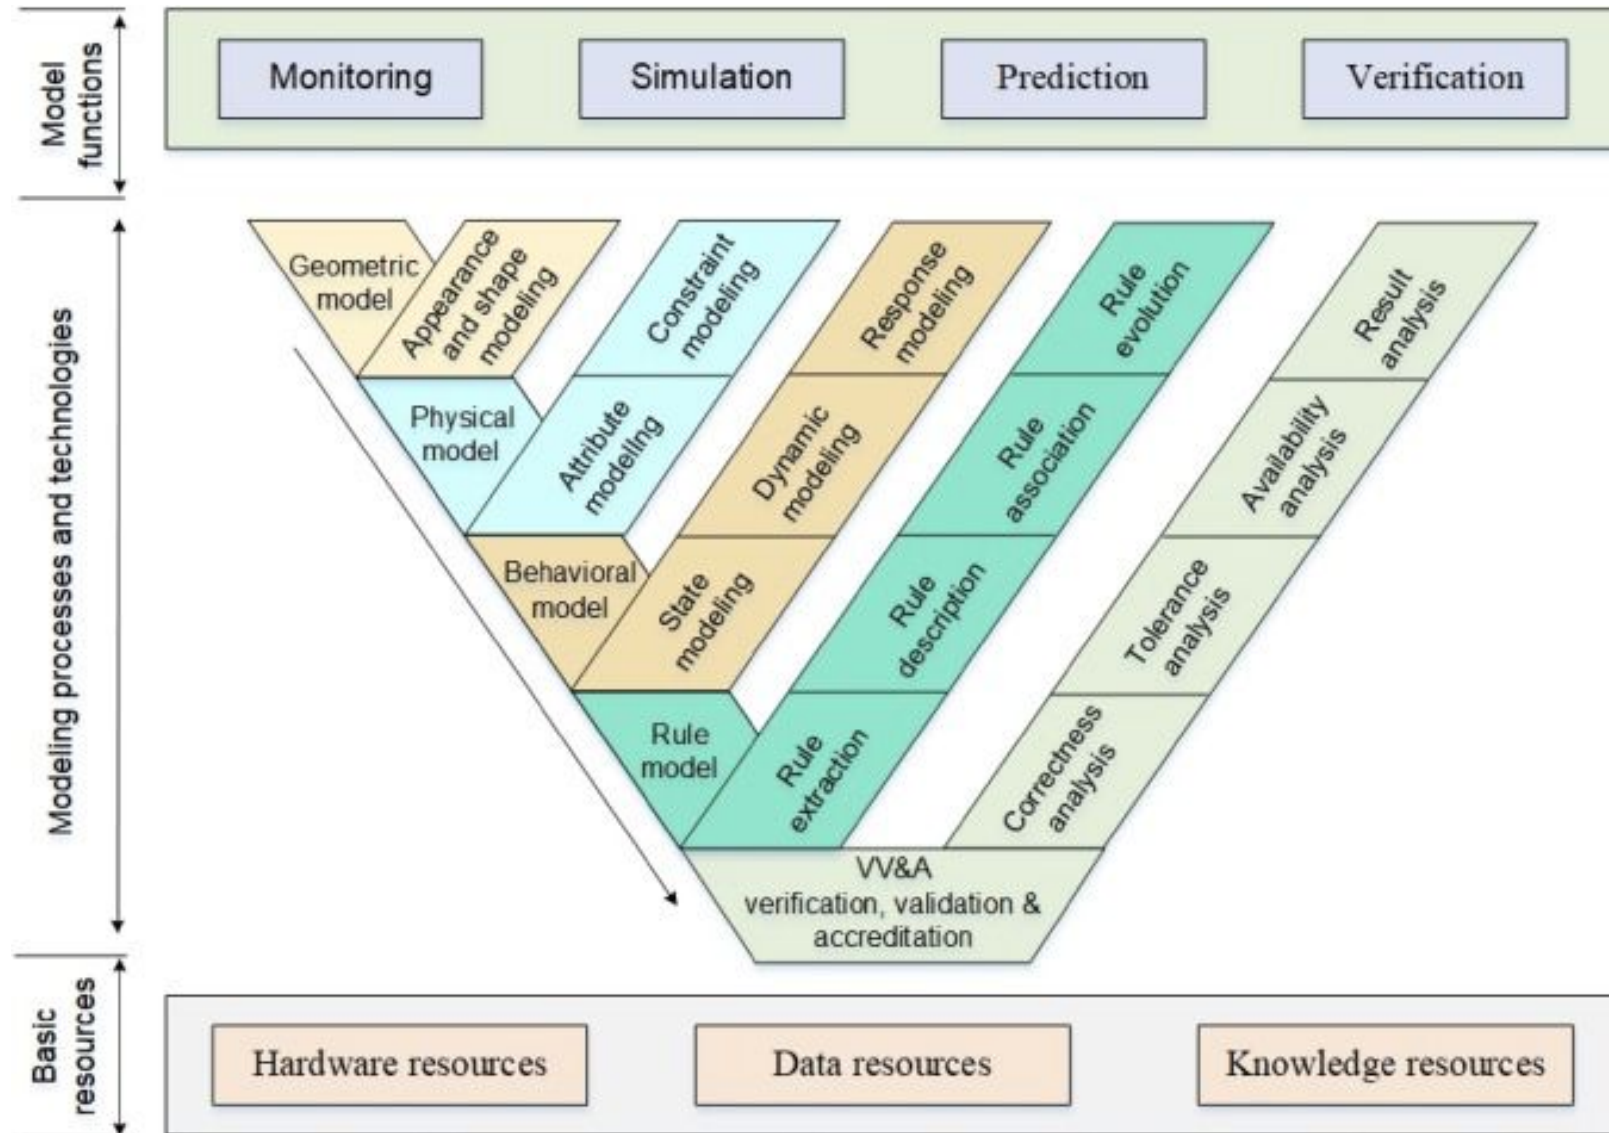 Model
functions
Monitoring
Simulation
Prediction
Verification
Modeling processes and technologies
Geometric
model
Appearance
and shape
modeling
Constraint
modeling
Response
modeling
Rule
evolution
Result
analysis
Physical
model
Attribute
modeling
Dynamic
modeling
Rule
association
Availability
analysis
Behavioral
model
State
modeling
Rule
description
Tolerance
analysis
Rule
model
Rule
extraction
Correctness
analysis
VV&A
verification, validation &
accreditation
Basic
resources
Hardware resources
Data resources
Knowledge resources